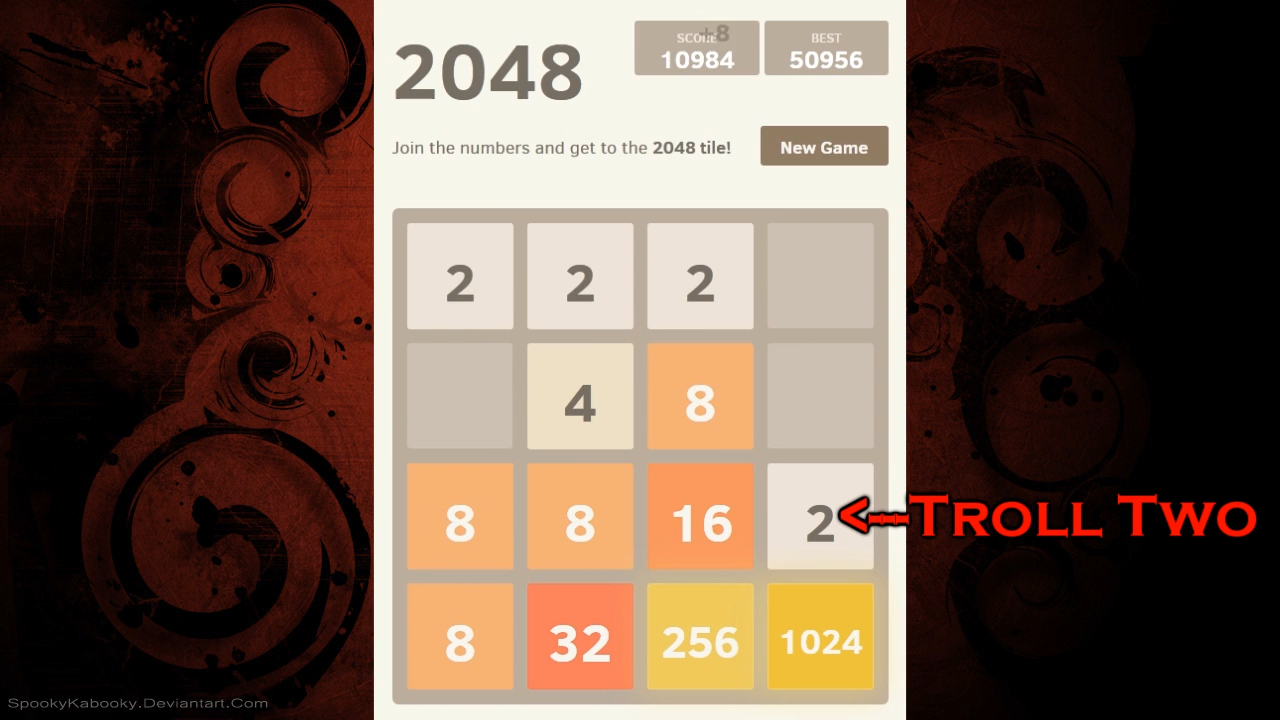 2048
SCORE +8
10984
BEST
50956
Join the numbers and get to the 2048 tile!
New Game
2 2 2
4 8
8 8 16 2
<--Troll Two
8 32 256 1024
SpookyKabooky.Deviantart.Com